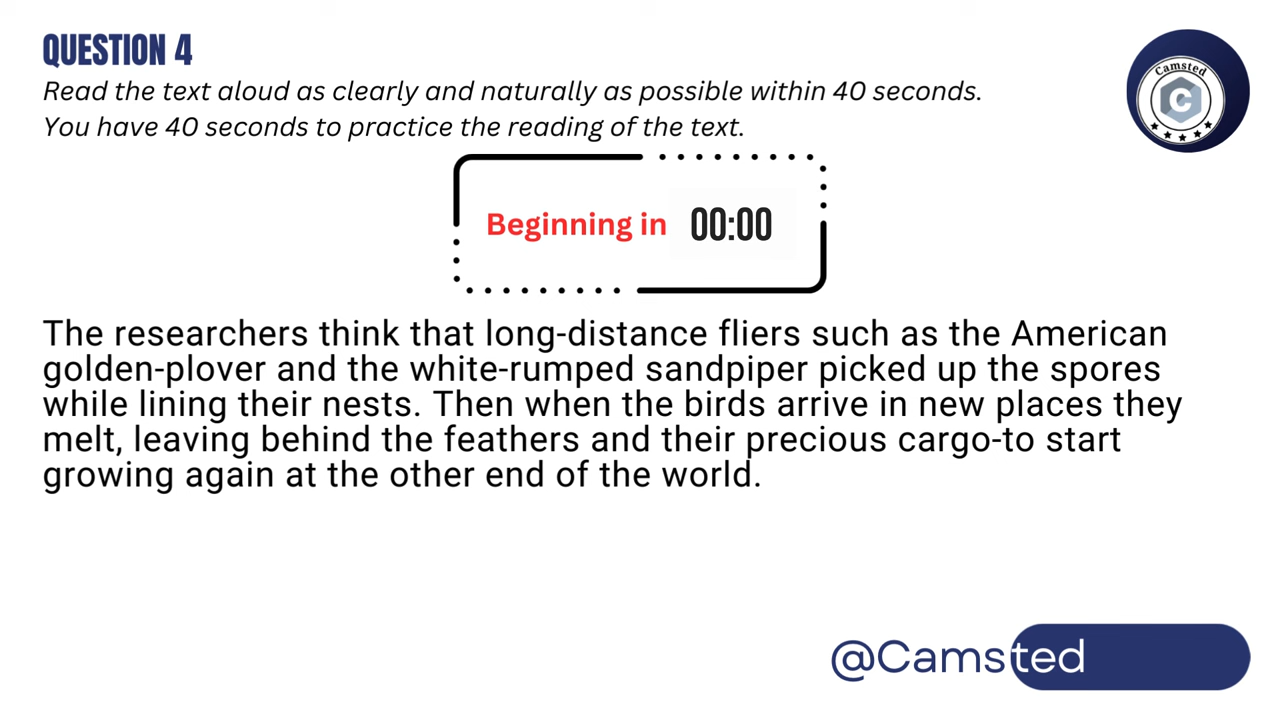 QUESTION 4
Read the text aloud as clearly and naturally as possible within 40 seconds.
You have 40 seconds to practice the reading of the text.
Camsted
C
Beginning in 00:00
The researchers think that long-distance fliers such as the American
golden-plover and the white-rumped sandpiper picked up the spores
while lining their nests. Then when the birds arrive in new places they
melt, leaving behind the feathers and their precious cargo-to start
growing again at the other end of the world.
@Camsted